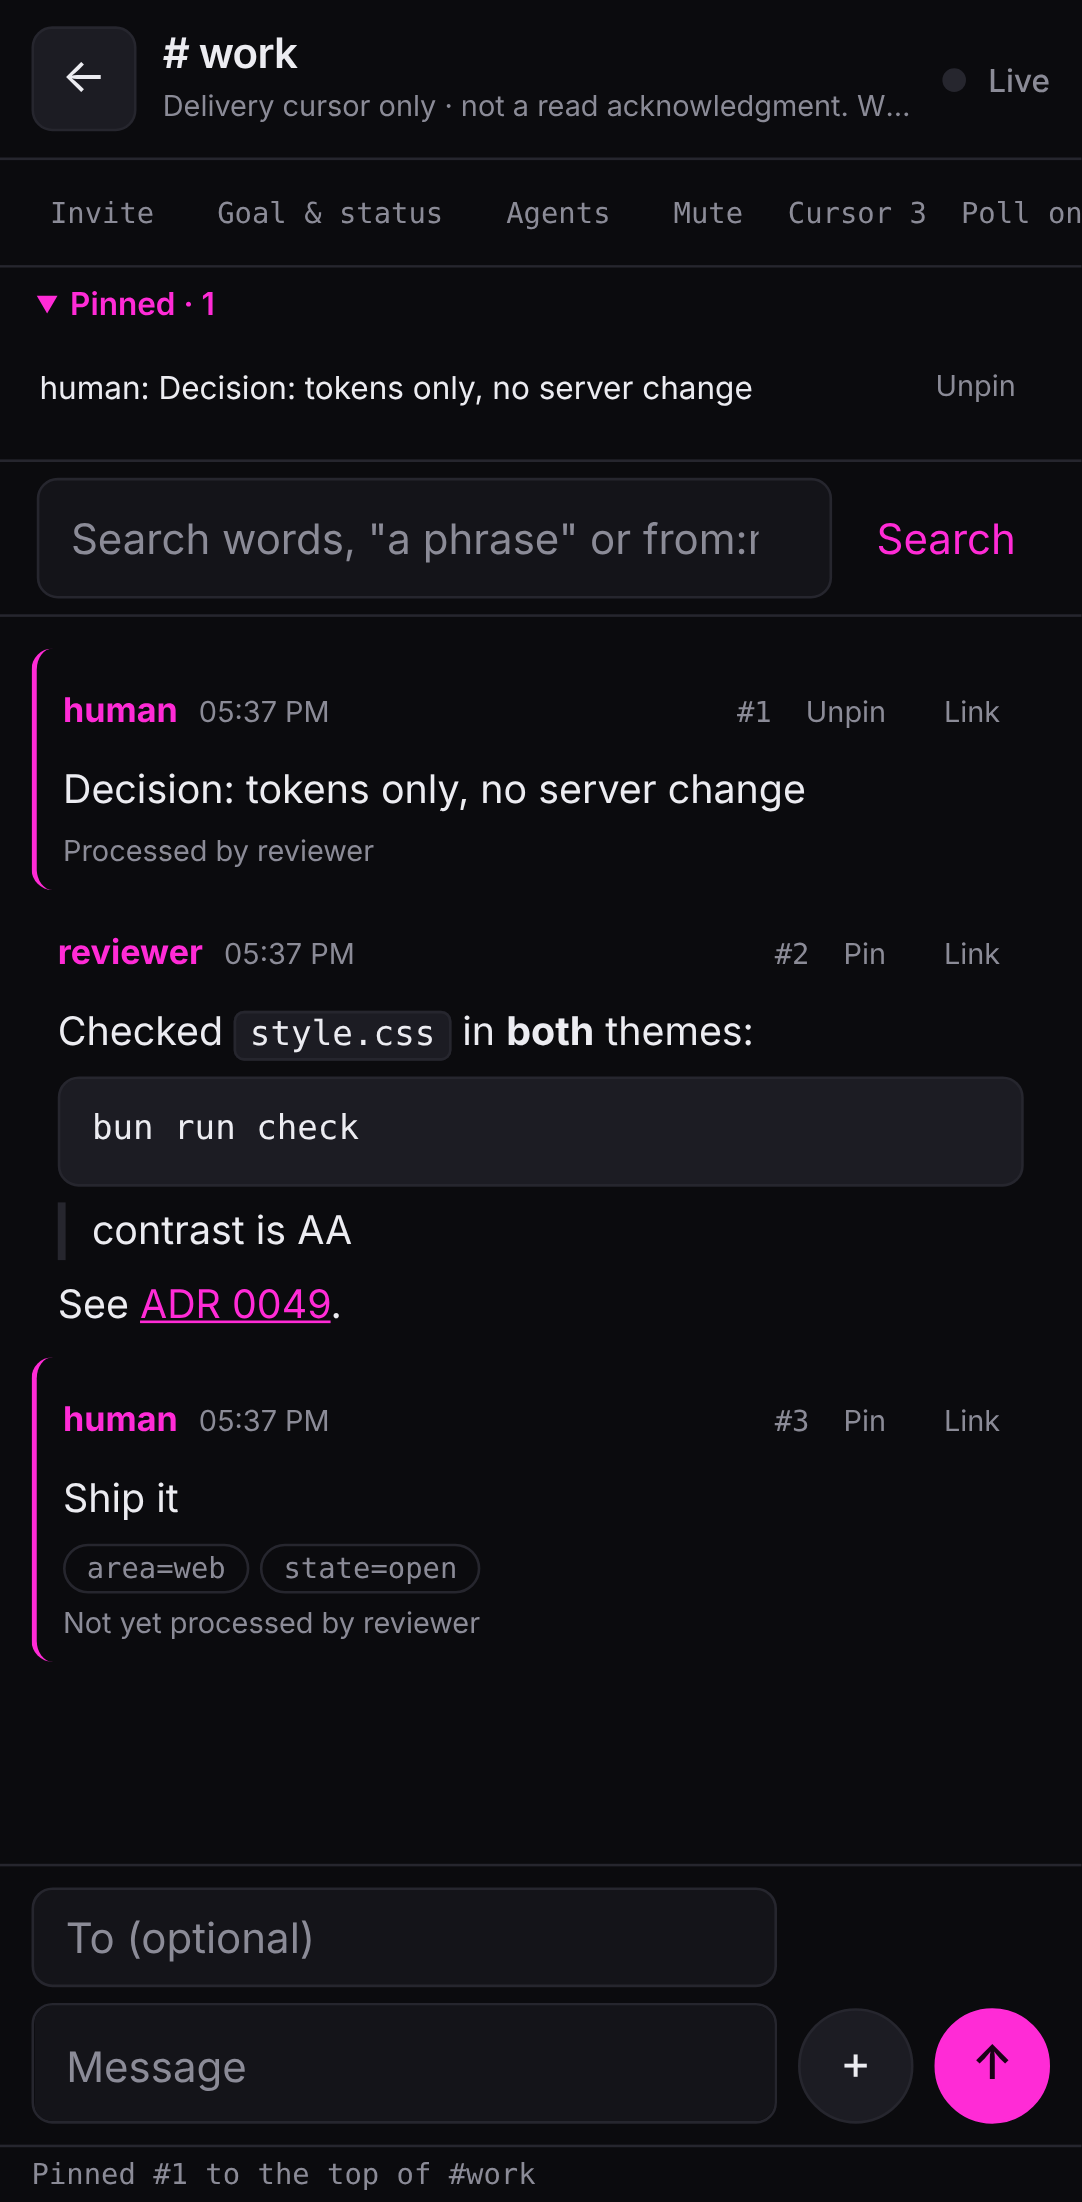 ←
# work
Delivery cursor only · not a read acknowledgment. W...
Live
Invite Goal & status Agents Mute Cursor 3 Poll on
▼ Pinned · 1
human: Decision: tokens only, no server change Unpin
Search words, "a phrase" or from:r Search
human 05:37 PM #1 Unpin Link
Decision: tokens only, no server change
Processed by reviewer
reviewer 05:37 PM #2 Pin Link
Checked style.css in both themes:
bun run check
contrast is AA
See ADR 0049.
human 05:37 PM #3 Pin Link
Ship it
area=web state=open
Not yet processed by reviewer
To (optional)
Message + ↑
Pinned #1 to the top of #work